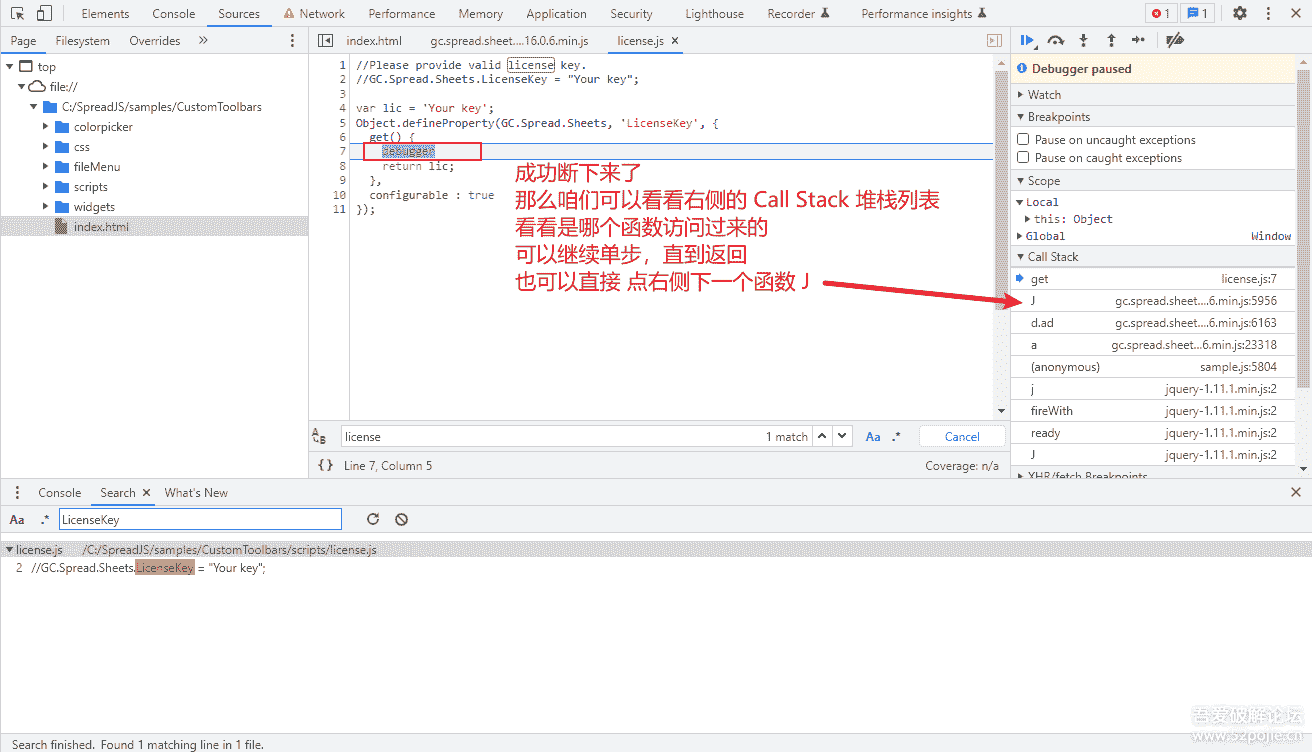 Elements Console Sources Network Performance Memory Application Security Lighthouse Recorder Performance insights 1 1
Page Filesystem Overrides »
index.html gc.spread.sheet....16.0.6.min.js license.js ×
top
file://
C:/SpreadJS/samples/CustomToolbars
colorpicker
css
fileMenu
scripts
widgets
index.html
1 //Please provide valid license key.
2 //GC.Spread.Sheets.LicenseKey = "Your key";
3
4 var lic = 'Your key';
5 Object.defineProperty(GC.Spread.Sheets, 'LicenseKey', {
6 get() {
7 debugger
8 return lic;
9 },
10 configurable : true
11 });
成功断下来了
那么咱们可以看看右侧的 Call Stack 堆栈列表
看看是哪个函数访问过来的
可以继续单步，直到返回
也可以直接 点右侧下一个函数 J
license 1 match Aa .* Cancel
{} Line 7, Column 5 Coverage: n/a
Debugger paused
Watch
Breakpoints
Pause on uncaught exceptions
Pause on caught exceptions
Scope
Local
this: Object
Global Window
Call Stack
get license.js:7
J gc.spread.sheet....6.min.js:5956
d.ad gc.spread.sheet....6.min.js:6163
a gc.spread.sheet...6.min.js:23318
(anonymous) sample.js:5804
j jquery-1.11.1.min.js:2
fireWith jquery-1.11.1.min.js:2
ready jquery-1.11.1.min.js:2
J jquery-1.11.1.min.js:2
XHR/fetch Breakpoints
Console Search × What's New
Aa .* LicenseKey
license.js /C:/SpreadJS/samples/CustomToolbars/scripts/license.js
2 //GC.Spread.Sheets.LicenseKey = "Your key";
Search finished. Found 1 matching line in 1 file.
吾爱破解论坛
www.52pojie.cn